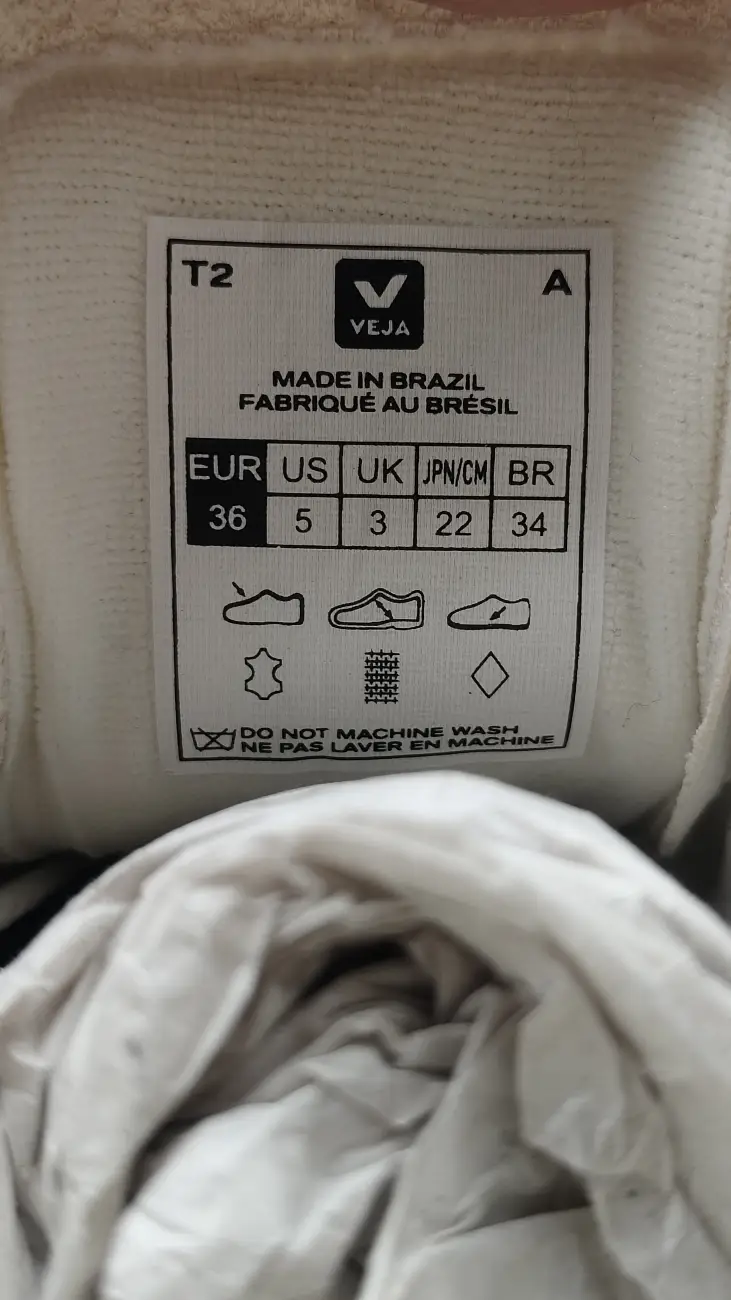 T2
A
VEJA
MADE IN BRAZIL
FABRIQUÉ AU BRÉSIL
EUR US UK JPN/CM BR
36 5 3 22 34
DO NOT MACHINE WASH
NE PAS LAVER EN MACHINE